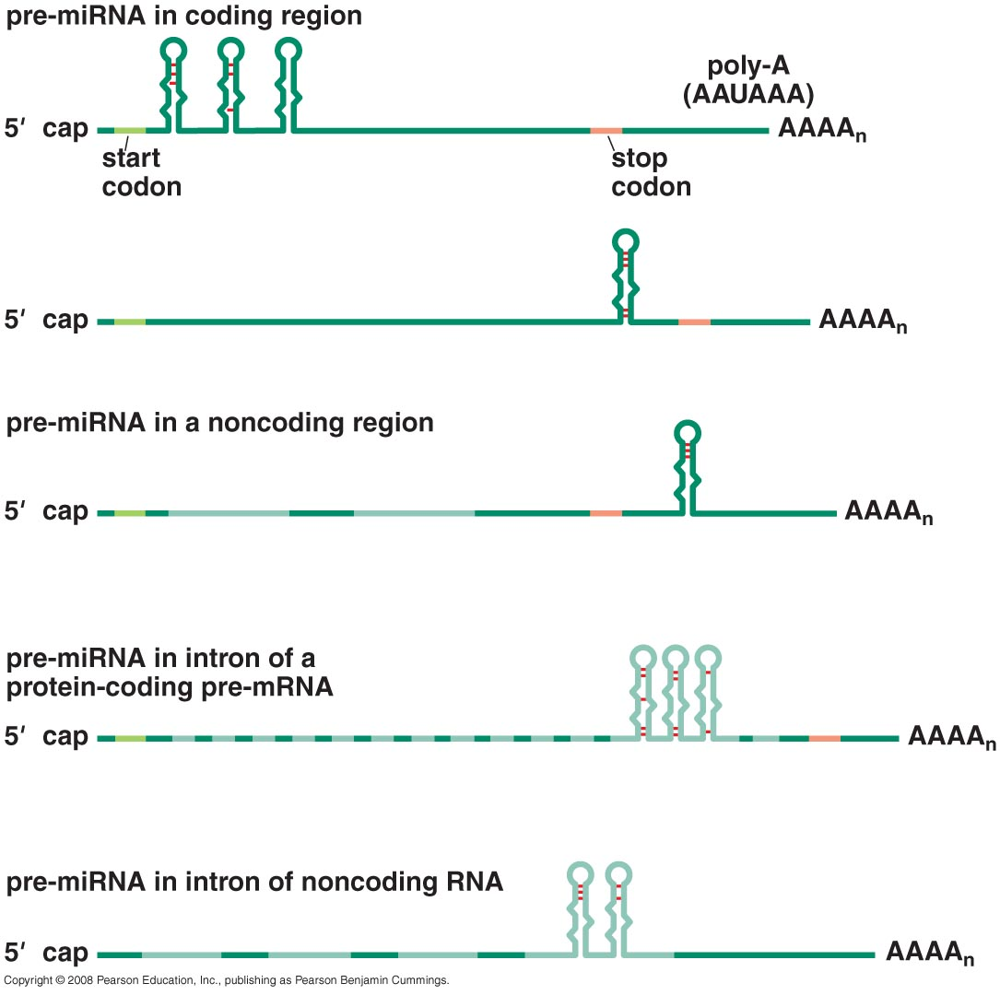 pre-miRNA in coding region
poly-A
(AAUAAA)
5′ cap
AAAAn
start
codon
stop
codon
5′ cap
AAAAn
pre-miRNA in a noncoding region
5′ cap
AAAAn
pre-miRNA in intron of a
protein-coding pre-mRNA
5′ cap
AAAAn
pre-miRNA in intron of noncoding RNA
5′ cap
AAAAn
Copyright © 2008 Pearson Education, Inc., publishing as Pearson Benjamin Cummings.